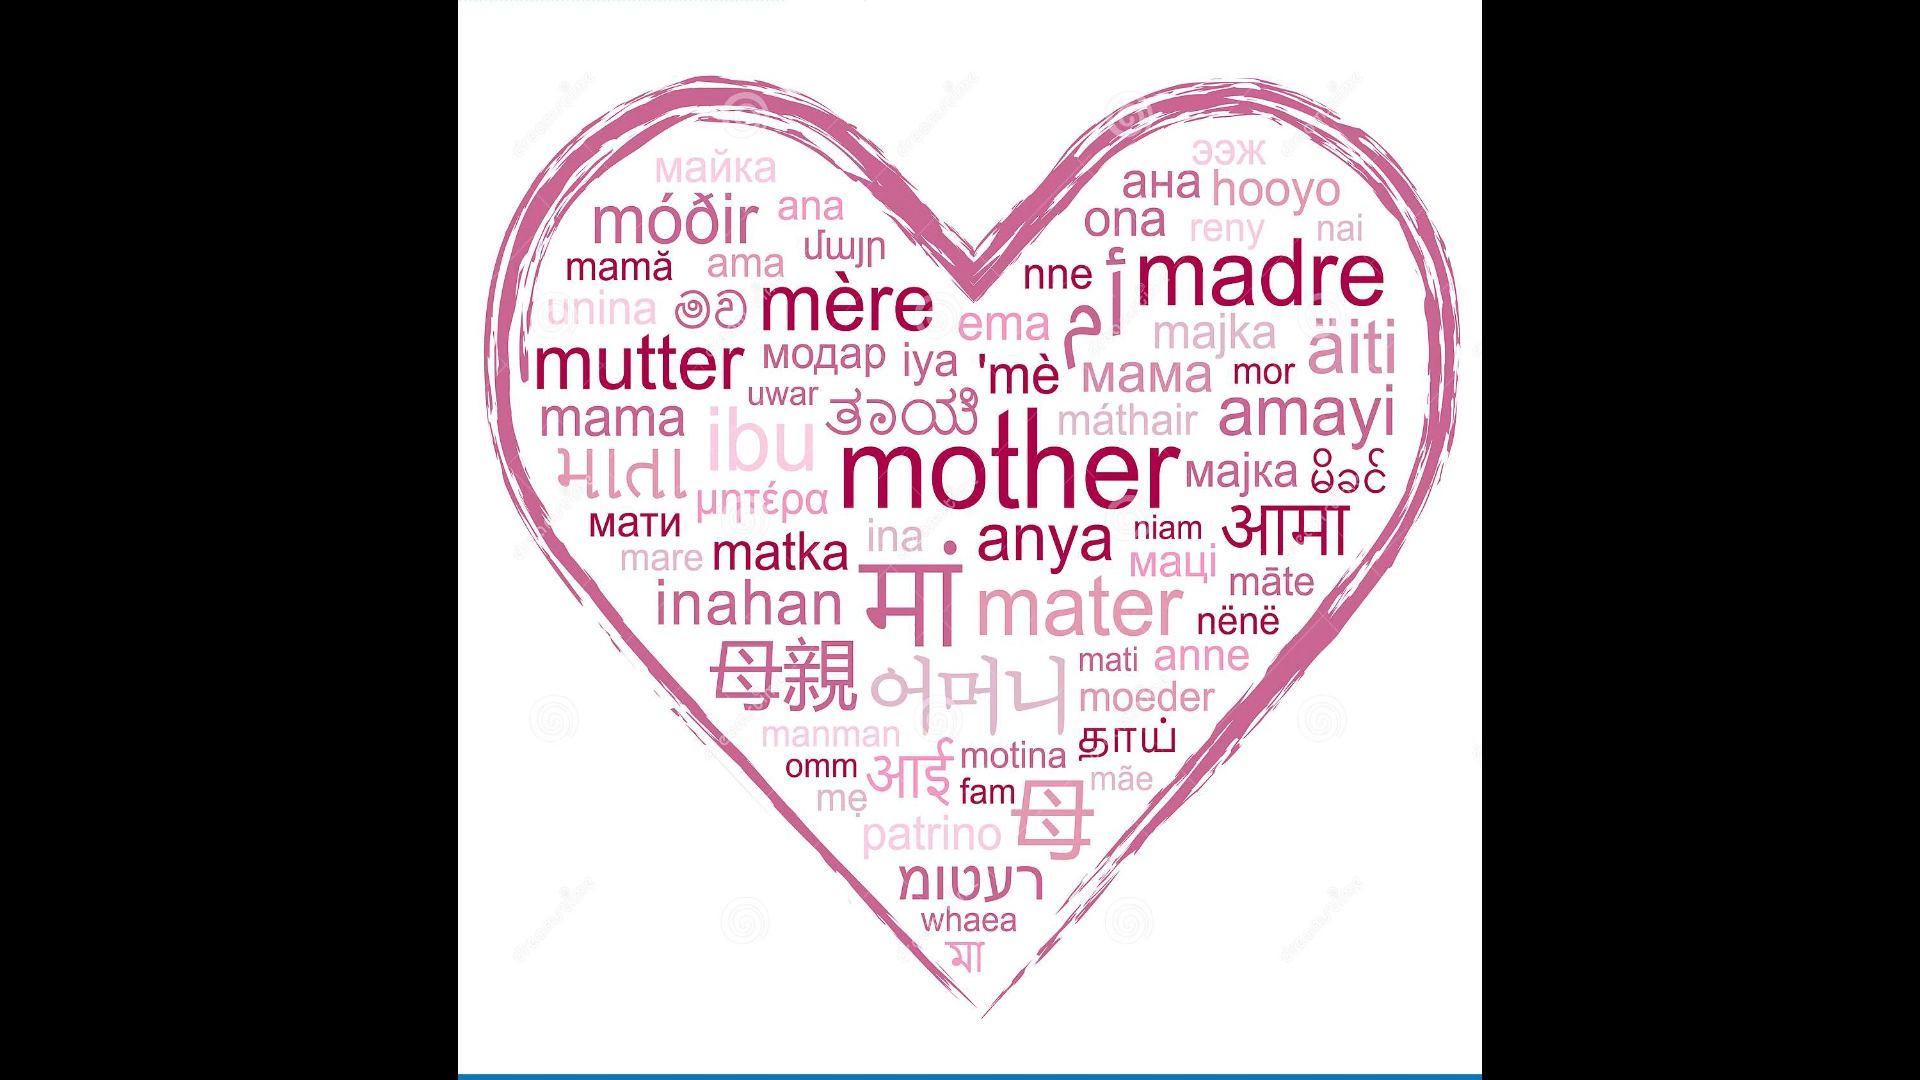 майка
ээж
ана hooyo
móðir ana
ona reny nai
մայր
mamă ama
nne أم madre
unina මව mère
ema majka äiti
mutter модар iya 'mè мама mor
uwar
mama ibu ತಾಯಿ máthair amayi
માતા μητέρα mother мајка မိခင်
мати ina anya niam आमा
mare matka маці
māte
inahan मां mater nënë
母親 어머니 mati anne
moeder
manman தாய்
omm आई motina
mẹ fam 母 mãe
patrino
מוטער
whaea
মা